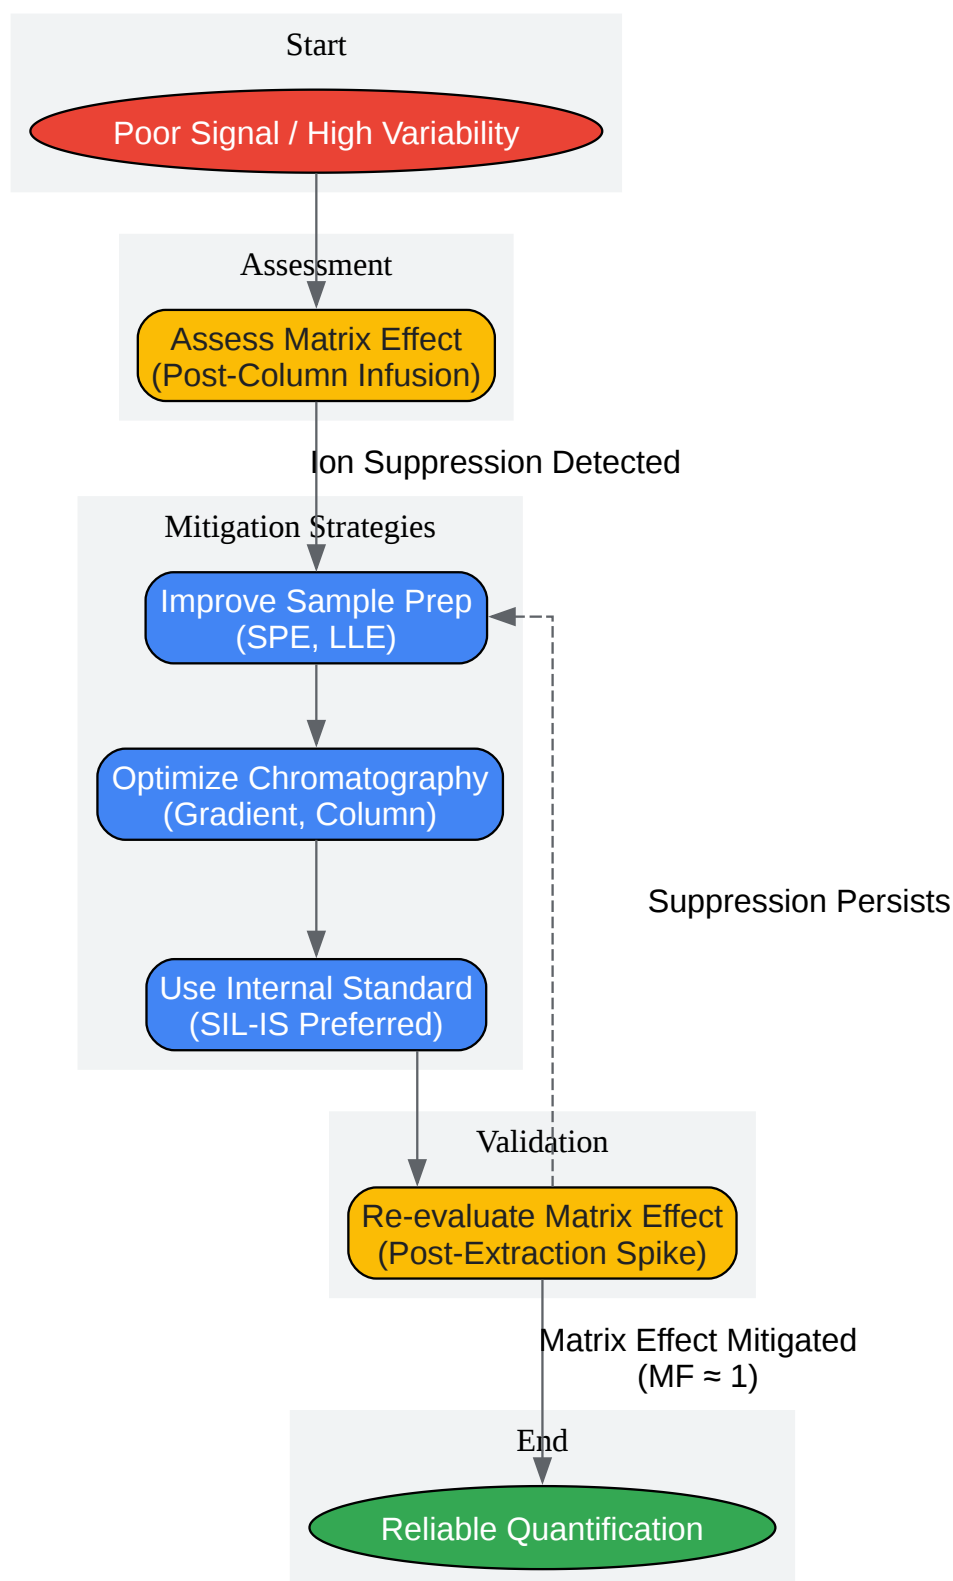 Start
Poor Signal / High Variability
Assessment
Assess Matrix Effect
(Post-Column Infusion)
Ion Suppression Detected
Mitigation Strategies
Improve Sample Prep
(SPE, LLE)
Optimize Chromatography
(Gradient, Column)
Suppression Persists
Use Internal Standard
(SIL-IS Preferred)
Validation
Re-evaluate Matrix Effect
(Post-Extraction Spike)
Matrix Effect Mitigated
(MF ≈ 1)
End
Reliable Quantification